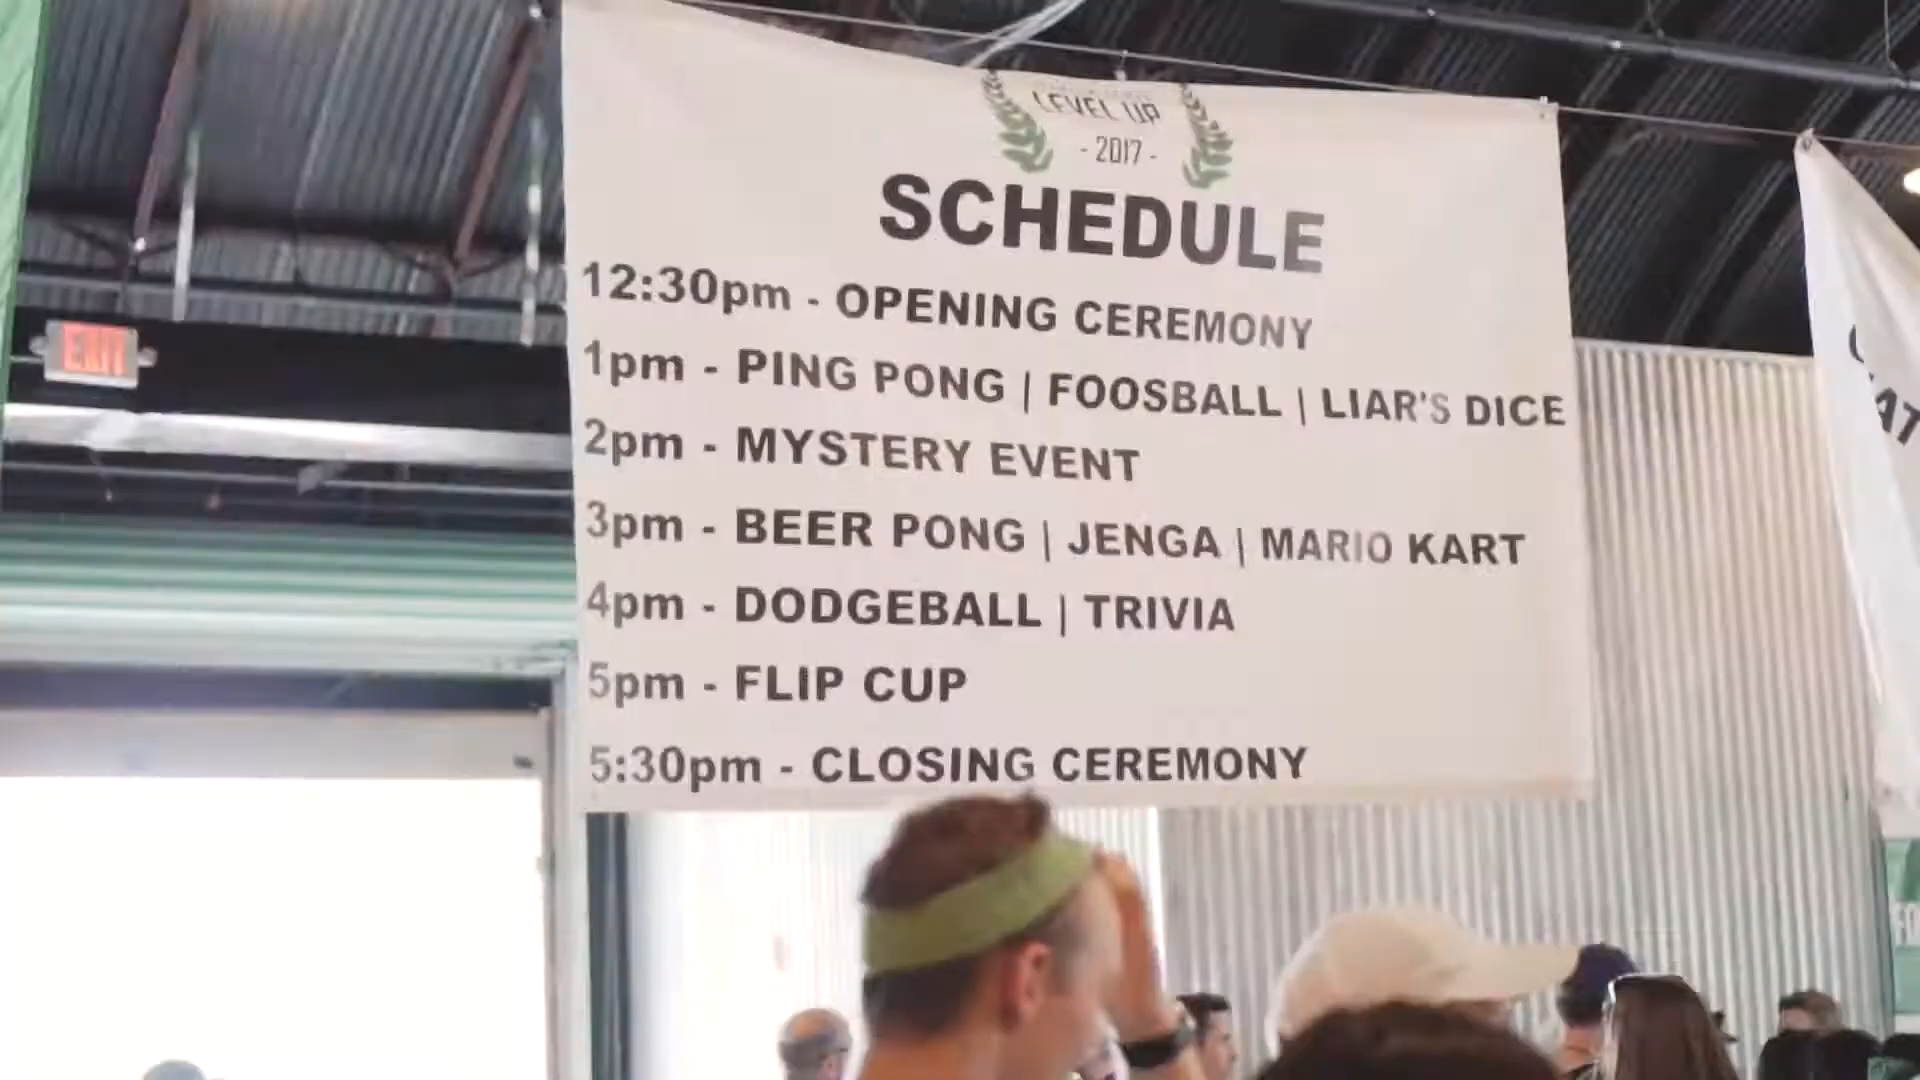 LEVEL UP
- 2017 -
SCHEDULE
12:30pm - OPENING CEREMONY
1pm - PING PONG | FOOSBALL | LIAR'S DICE
2pm - MYSTERY EVENT
3pm - BEER PONG | JENGA | MARIO KART
4pm - DODGEBALL | TRIVIA
5pm - FLIP CUP
5:30pm - CLOSING CEREMONY
EXIT